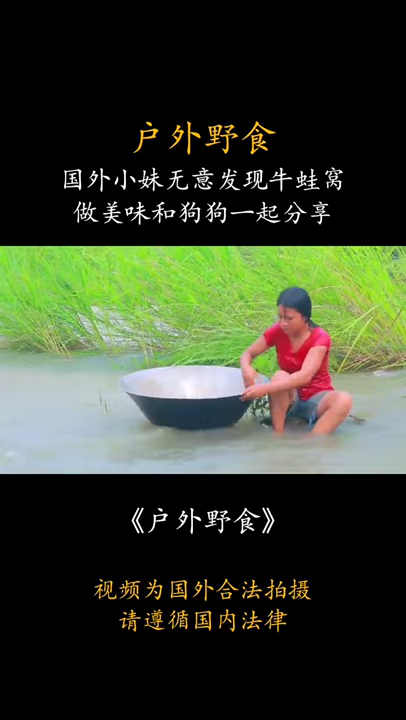 户外野食
国外小妹无意发现牛蛙窝
做美味和狗狗一起分享
《户外野食》
视频为国外合法拍摄
请遵循国内法律